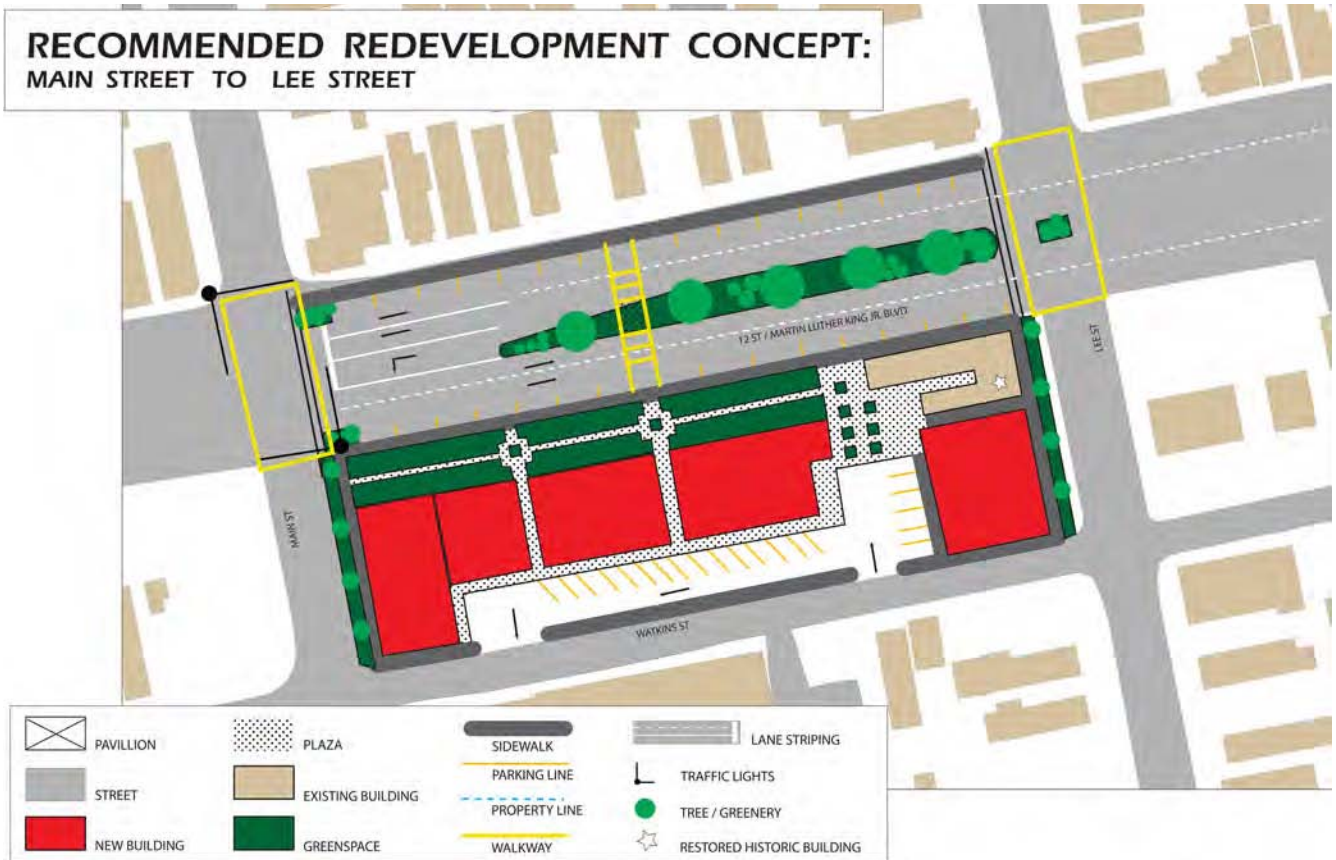 RECOMMENDED REDEVELOPMENT CONCEPT:
MAIN STREET TO LEE STREET
12 ST / MARTIN LUTHER KING JR. BLVD
LEE ST
MAIN ST
WATKINS ST
PAVILLION
STREET
NEW BUILDING
PLAZA
EXISTING BUILDING
GREENSPACE
SIDEWALK
PARKING LINE
PROPERTY LINE
WALKWAY
LANE STRIPING
TRAFFIC LIGHTS
TREE / GREENERY
RESTORED HISTORIC BUILDING